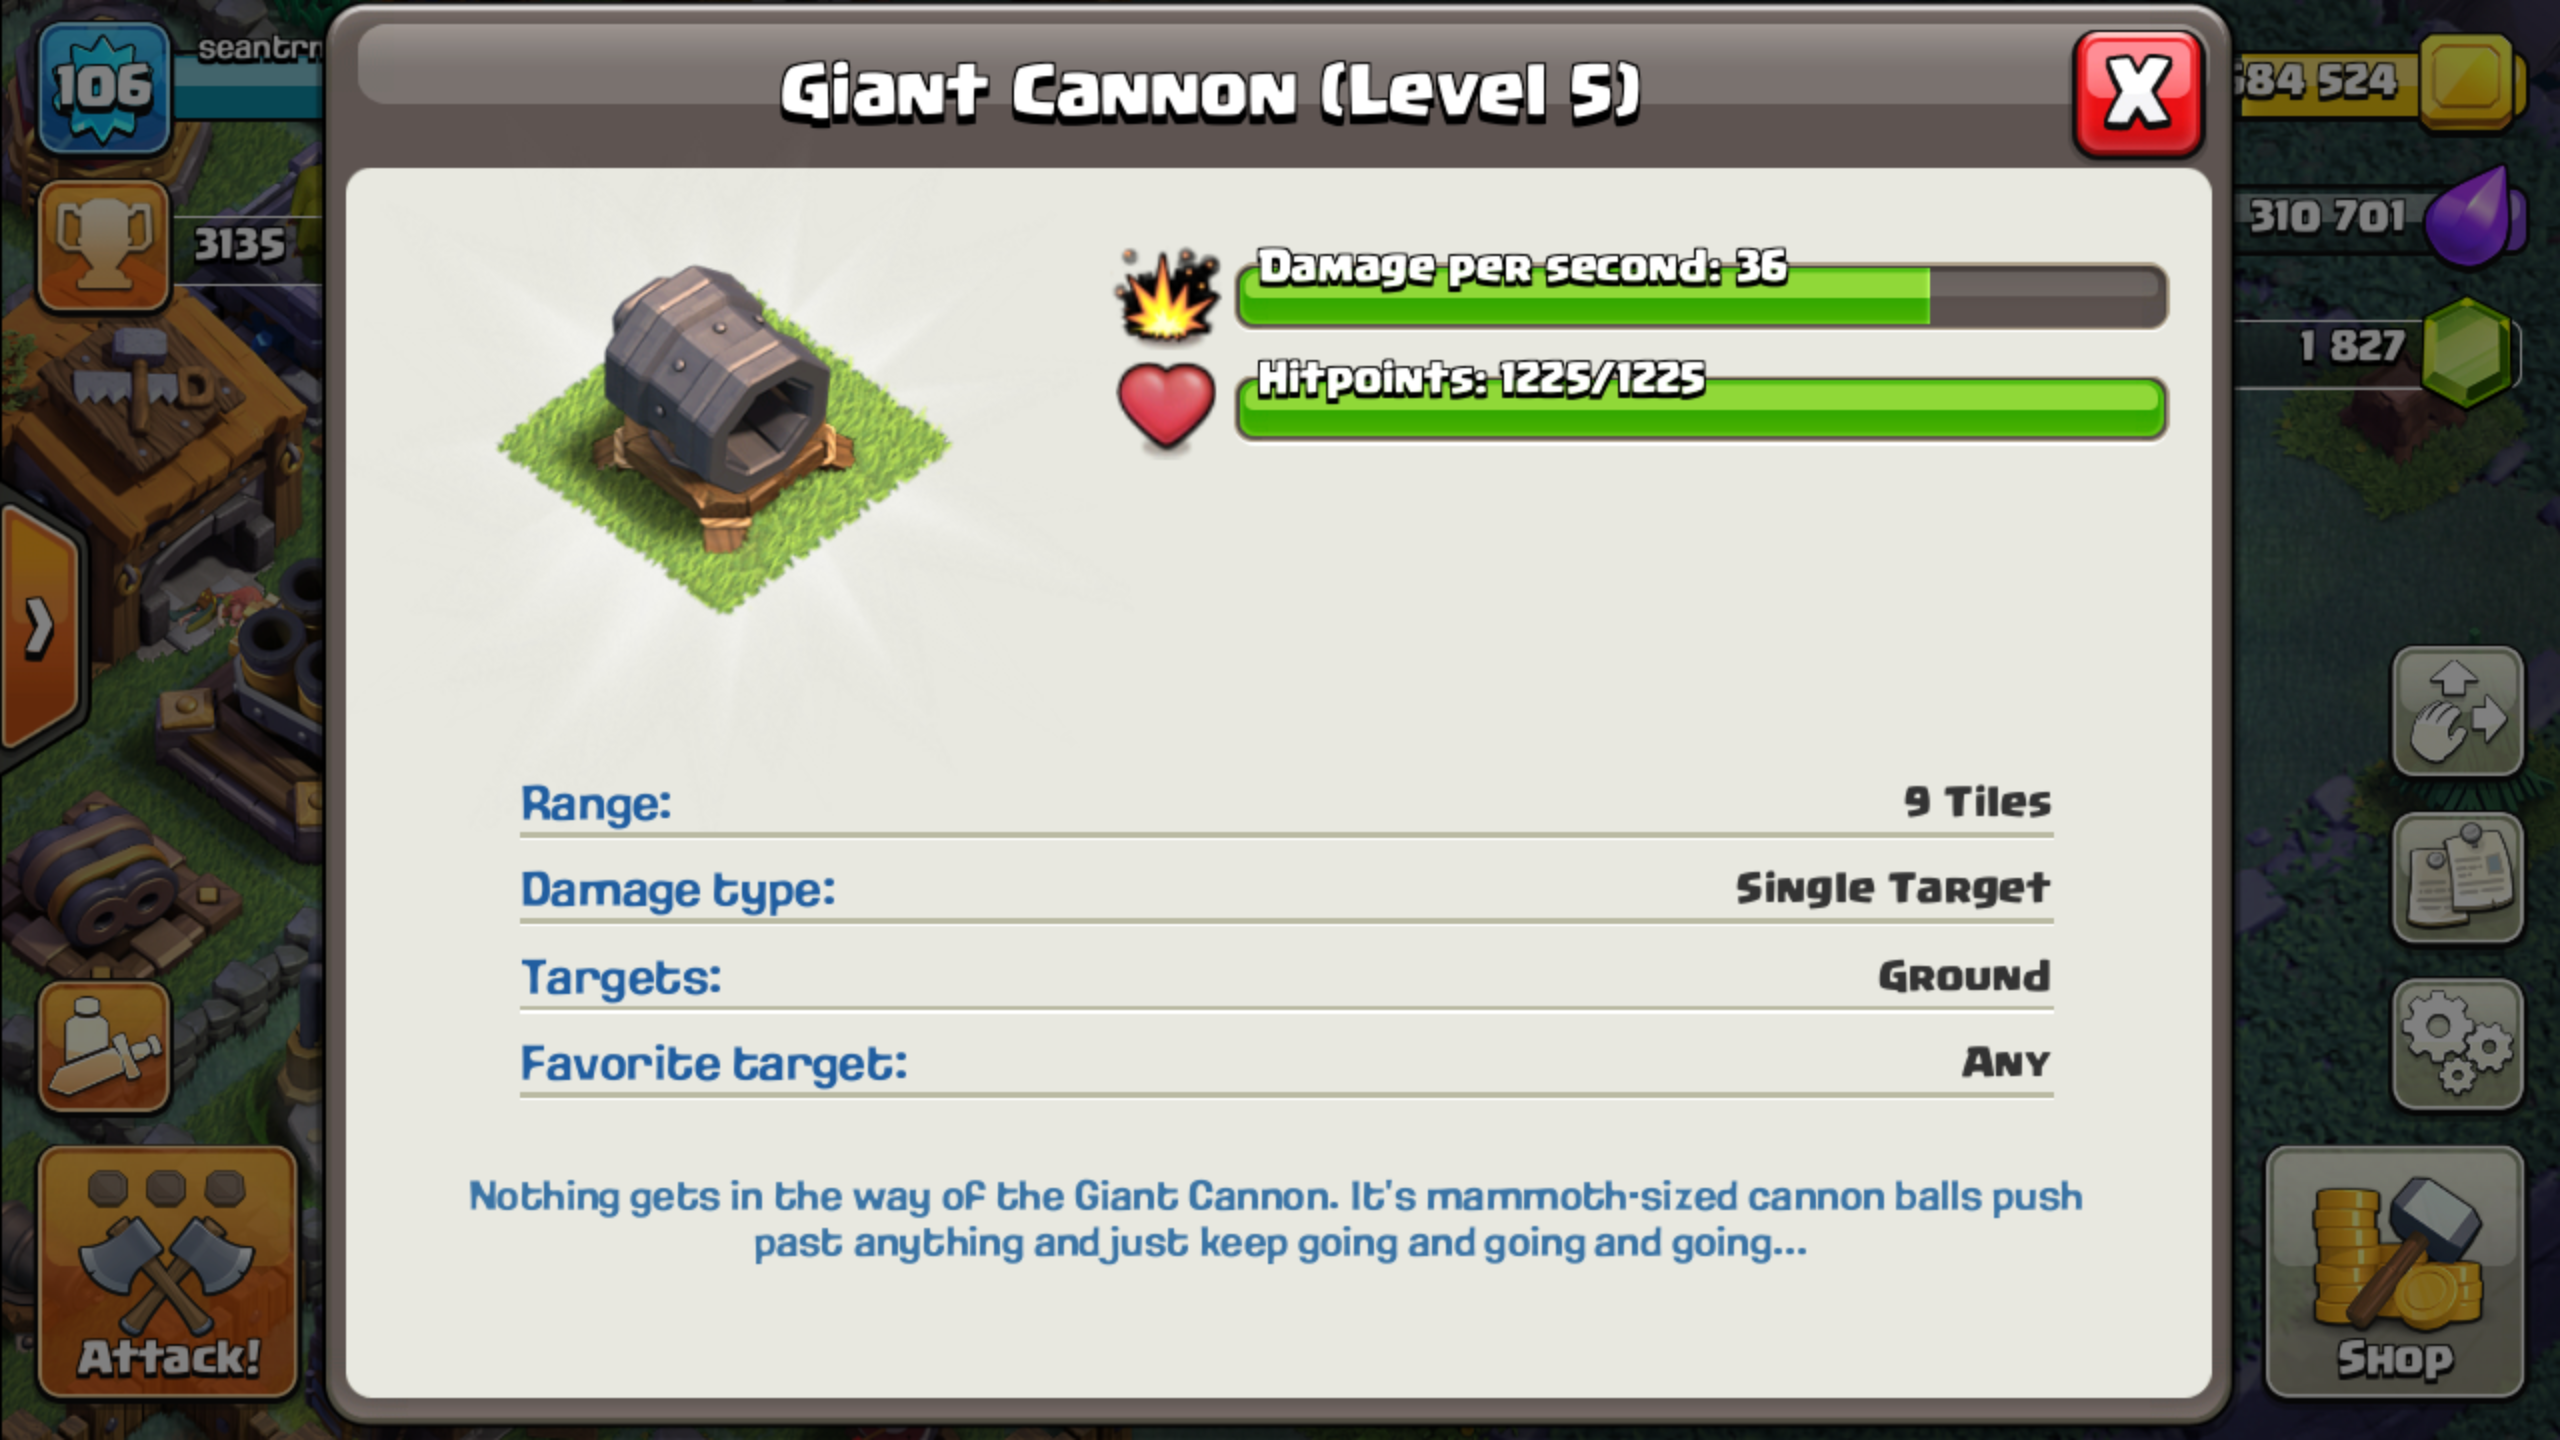 106
3135
Giant Cannon (Level 5)
X
84 524
310 701
1 827
Damage per second: 36
Hitpoints: 1225/1225
Range: 9 Tiles
Damage type: Single Target
Targets: Ground
Favorite target: Any
Nothing gets in the way of the Giant Cannon. It's mammoth-sized cannon balls push
past anything and just keep going and going and going...
Attack!
Shop